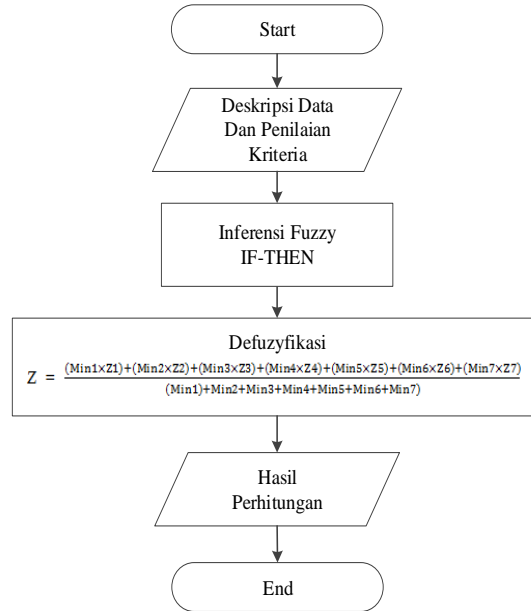 Start
Deskripsi Data
Dan Penilaian
Kriteria
Inferensi Fuzzy
IF-THEN
Defuzyfikasi
Z = (Min1×Z1)+(Min2×Z2)+(Min3×Z3)+(Min4×Z4)+(Min5×Z5)+(Min6×Z6)+(Min7×Z7)
(Min1)+Min2+Min3+Min4+Min5+Min6+Min7)
Hasil
Perhitungan
End